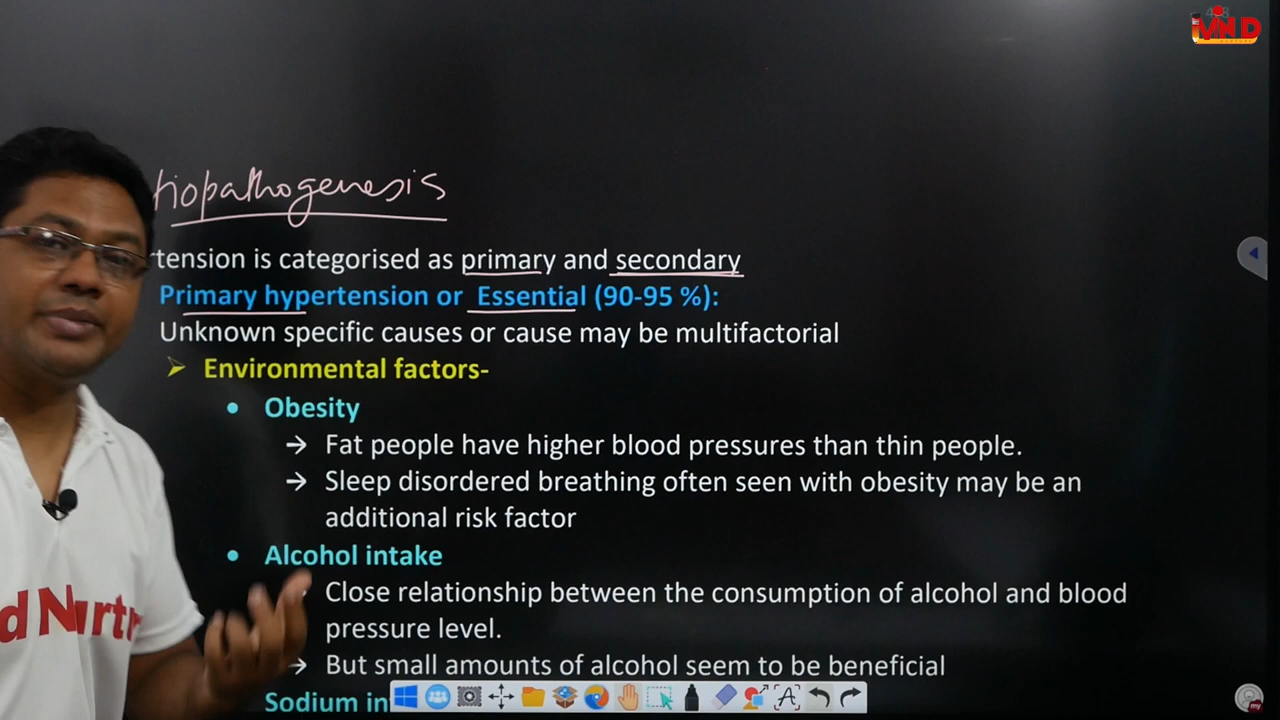 tiopathogenesis
tension is categorised as primary and secondary
Primary hypertension or Essential (90-95 %):
Unknown specific causes or cause may be multifactorial
➢ Environmental factors-
• Obesity
→ Fat people have higher blood pressures than thin people.
→ Sleep disordered breathing often seen with obesity may be an
additional risk factor
• Alcohol intake
Close relationship between the consumption of alcohol and blood
pressure level.
→ But small amounts of alcohol seem to be beneficial
Sodium in
d Nurtr
my